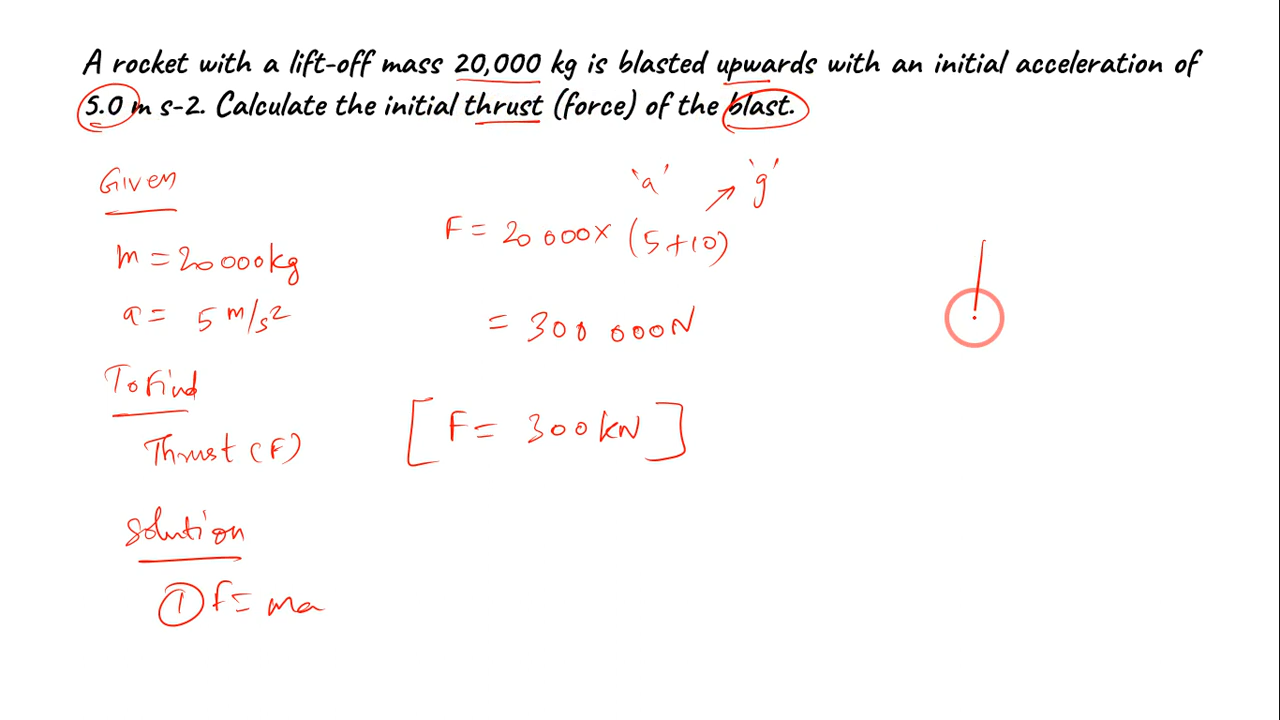 A rocket with a lift-off mass 20,000 kg is blasted upwards with an initial acceleration of
5.0 m s-2. Calculate the initial thrust (force) of the blast.
Given
m = 20000kg
a = 5 m/s²
To Find
Thrust (F)
Solution
① F = ma
'a' 'g'
F = 20 000 x (5+10)
= 300 000N
[F = 300 kN]